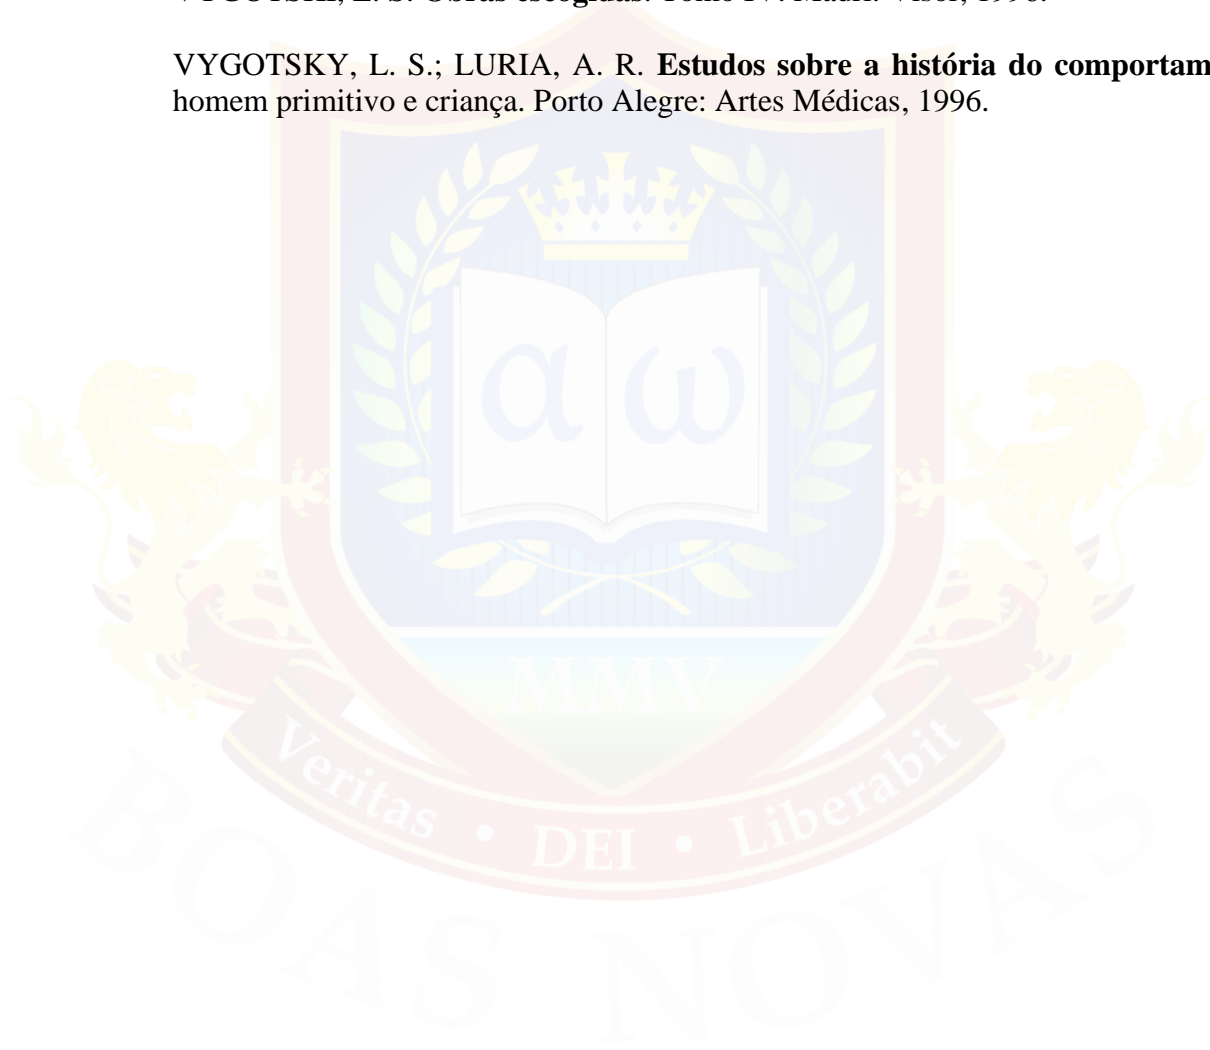 VYGOTSKY, L. S.; LURIA, A. R. Estudos sobre a história do comportam
homem primitivo e criança. Porto Alegre: Artes Médicas, 1996.
α ω
MMV
Veritas • DEI • Liberabit
BOAS NOVAS